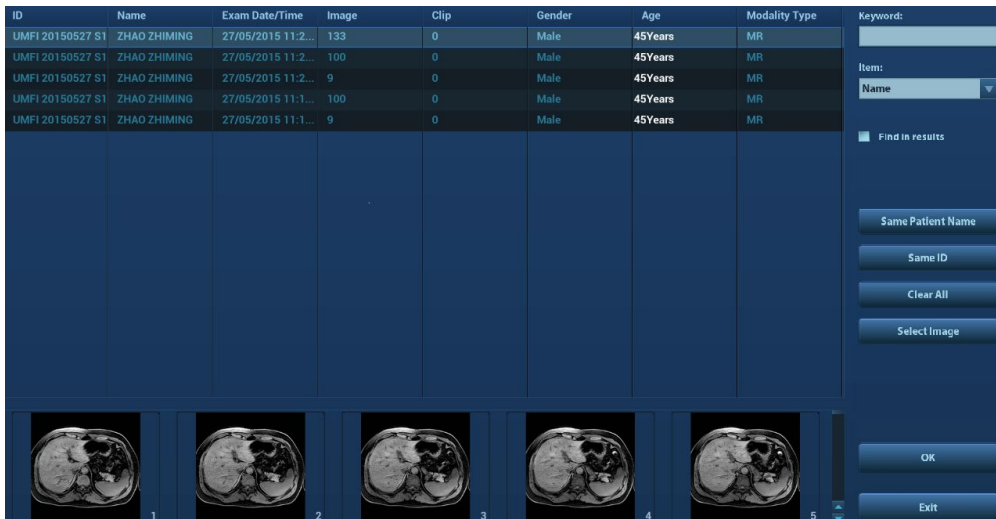 ID Name Exam Date/Time Image Clip Gender Age Modality Type
UMFI 20150527 S1 ZHAO ZHIMING 27/05/2015 11:2... 133 0 Male 45Years MR
UMFI 20150527 S1 ZHAO ZHIMING 27/05/2015 11:2... 100 0 Male 45Years MR
UMFI 20150527 S1 ZHAO ZHIMING 27/05/2015 11:2... 9 0 Male 45Years MR
UMFI 20150527 S1 ZHAO ZHIMING 27/05/2015 11:1... 100 0 Male 45Years MR
UMFI 20150527 S1 ZHAO ZHIMING 27/05/2015 11:1... 9 0 Male 45Years MR
Keyword:
Item:
Name
Find in results
Same Patient Name
Same ID
Clear All
Select Image
OK
Exit
1 2 3 4 5